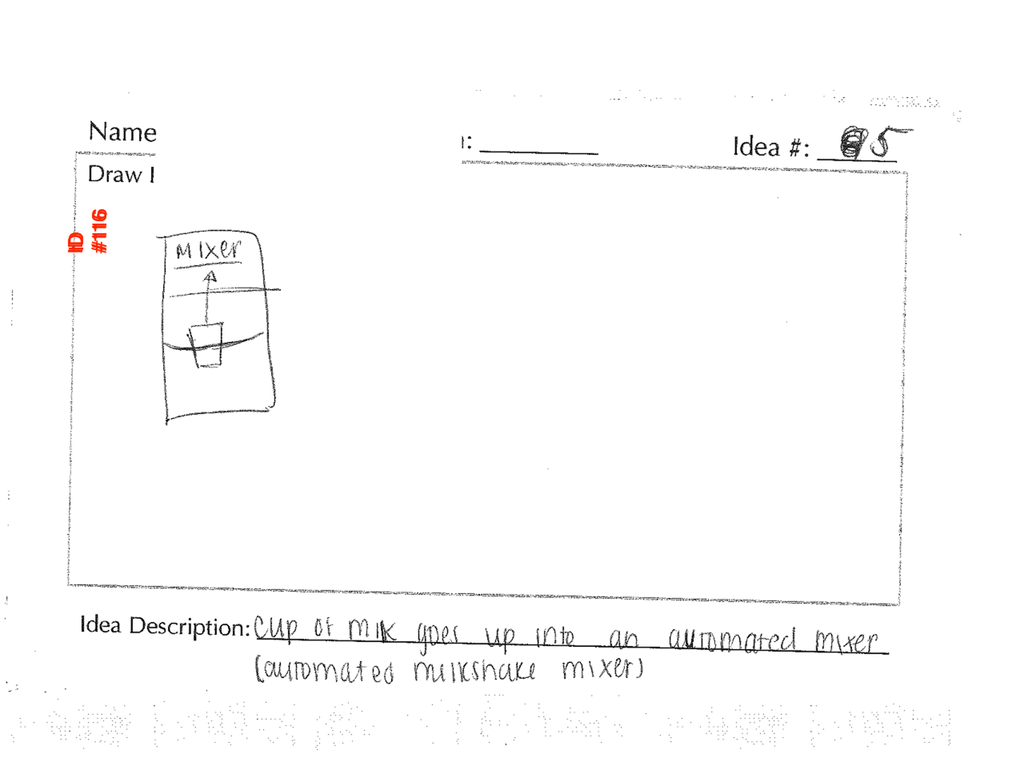 Name
: Idea #: 5
Draw I
ID
#116
MIXer
Idea Description: Cup of milk goes up into an automated mixer
(automated milkshake mixer)